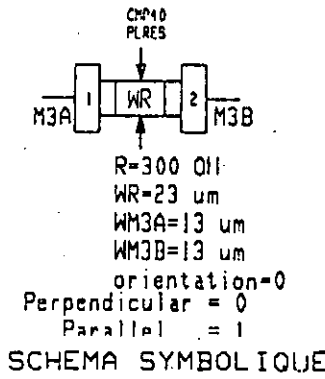 CMP40
PLRES
M3A 1 WR 2 M3B
R=300 OH
WR=23 um
WM3A=13 um
WM3B=13 um
orientation=0
Perpendicular = 0
Parallel = 1
SCHEMA SYMBOLIQUE